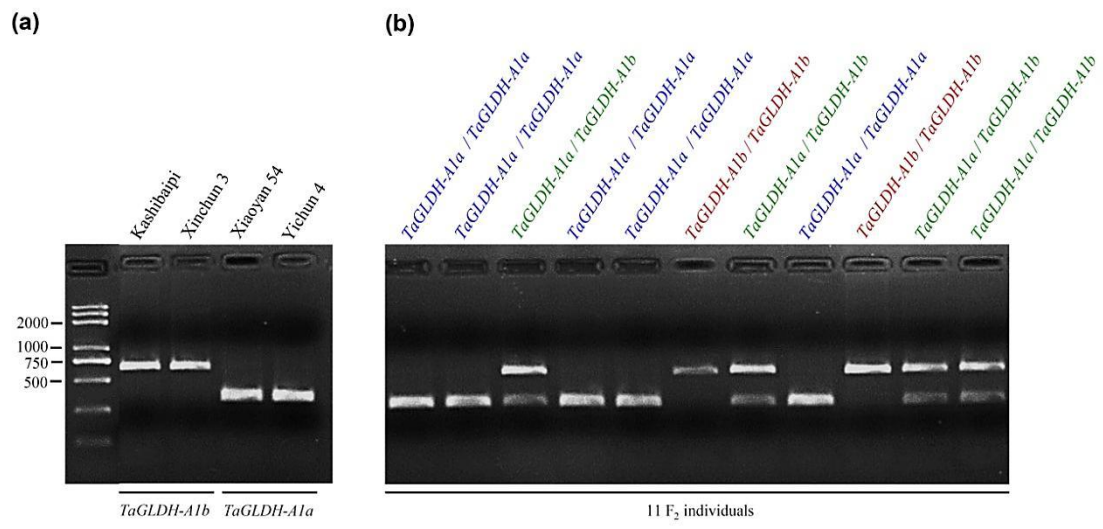 (a)
Kashibaipi
Xinchun 3
Xiaoyan 54
Yichun 4
2000
1000
750
500
TaGLDH-A1b
TaGLDH-A1a
(b)
TaGLDH-A1a / TaGLDH-A1a
TaGLDH-A1a / TaGLDH-A1a
TaGLDH-A1a / TaGLDH-A1b
TaGLDH-A1a / TaGLDH-A1a
TaGLDH-A1a / TaGLDH-A1a
TaGLDH-A1b / TaGLDH-A1b
TaGLDH-A1a / TaGLDH-A1b
TaGLDH-A1a / TaGLDH-A1a
TaGLDH-A1b / TaGLDH-A1b
TaGLDH-A1a / TaGLDH-A1b
TaGLDH-A1a / TaGLDH-A1b
11 F₂ individuals